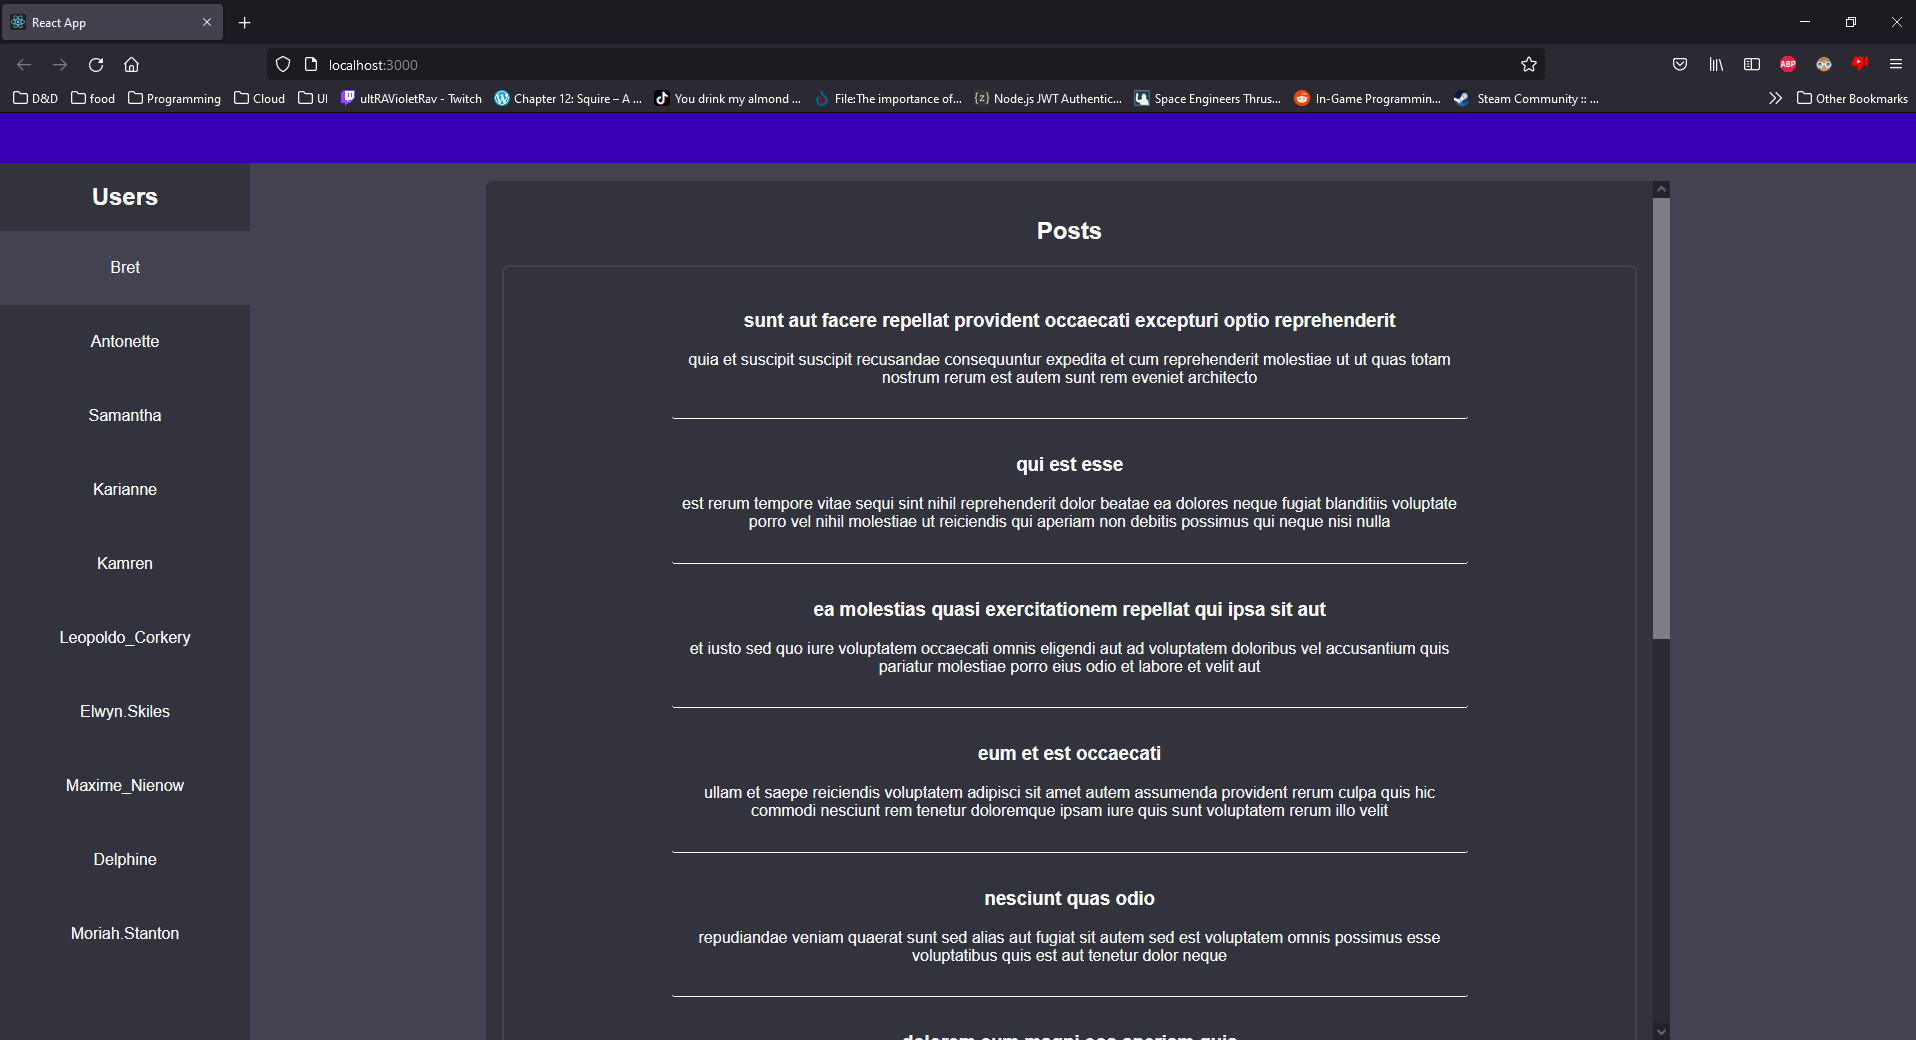 React App
localhost:3000
D&D food Programming Cloud UI ultRAVioletRav - Twitch Chapter 12: Squire – A ... You drink my almond ... File:The importance of... Node.js JWT Authentic... Space Engineers Thrus... In-Game Programmin... Steam Community :: ... Other Bookmarks
Users
Bret
Antonette
Samantha
Karianne
Kamren
Leopoldo_Corkery
Elwyn.Skiles
Maxime_Nienow
Delphine
Moriah.Stanton
Posts
sunt aut facere repellat provident occaecati excepturi optio reprehenderit
quia et suscipit suscipit recusandae consequuntur expedita et cum reprehenderit molestiae ut ut quas totam
nostrum rerum est autem sunt rem eveniet architecto
qui est esse
est rerum tempore vitae sequi sint nihil reprehenderit dolor beatae ea dolores neque fugiat blanditiis voluptate
porro vel nihil molestiae ut reiciendis qui aperiam non debitis possimus qui neque nisi nulla
ea molestias quasi exercitationem repellat qui ipsa sit aut
et iusto sed quo iure voluptatem occaecati omnis eligendi aut ad voluptatem doloribus vel accusantium quis
pariatur molestiae porro eius odio et labore et velit aut
eum et est occaecati
ullam et saepe reiciendis voluptatem adipisci sit amet autem assumenda provident rerum culpa quis hic
commodi nesciunt rem tenetur doloremque ipsam iure quis sunt voluptatem rerum illo velit
nesciunt quas odio
repudiandae veniam quaerat sunt sed alias aut fugiat sit autem sed est voluptatem omnis possimus esse
voluptatibus quis est aut tenetur dolor neque
dolorem eum magni eos aperiam quia